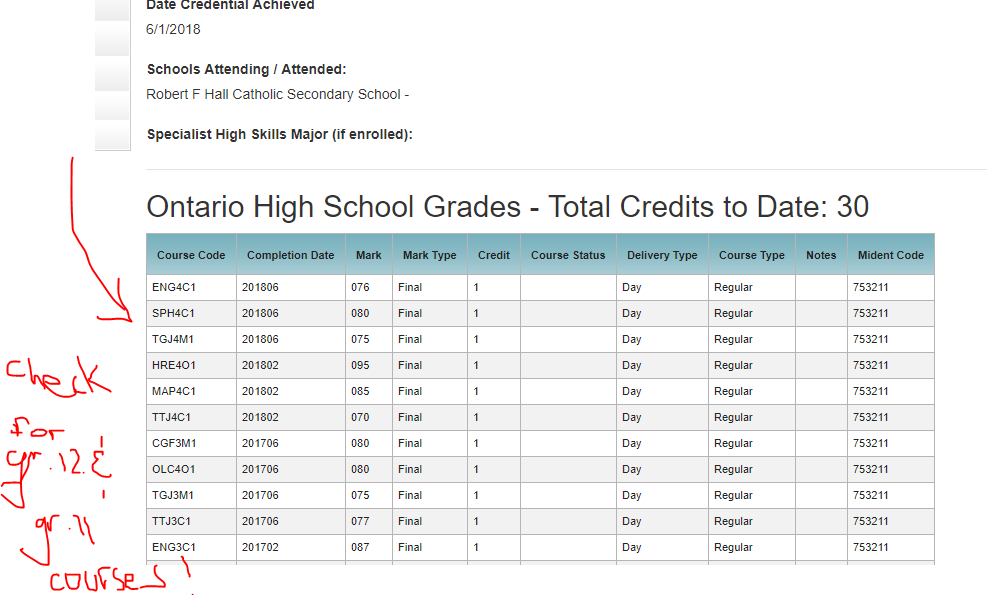 Date Credential Achieved
6/1/2018
Schools Attending / Attended:
Robert F Hall Catholic Secondary School -
Specialist High Skills Major (if enrolled):
Ontario High School Grades - Total Credits to Date: 30
Course Code Completion Date Mark Mark Type Credit Course Status Delivery Type Course Type Notes Mident Code
ENG4C1 201806 076 Final 1 Day Regular 753211
SPH4C1 201806 080 Final 1 Day Regular 753211
TGJ4M1 201806 075 Final 1 Day Regular 753211
HRE4O1 201802 095 Final 1 Day Regular 753211
MAP4C1 201802 085 Final 1 Day Regular 753211
TTJ4C1 201802 070 Final 1 Day Regular 753211
CGF3M1 201706 080 Final 1 Day Regular 753211
OLC4O1 201706 080 Final 1 Day Regular 753211
TGJ3M1 201706 075 Final 1 Day Regular 753211
TTJ3C1 201706 077 Final 1 Day Regular 753211
ENG3C1 201702 087 Final 1 Day Regular 753211
check
for
gr.12 &
gr.11
courses!